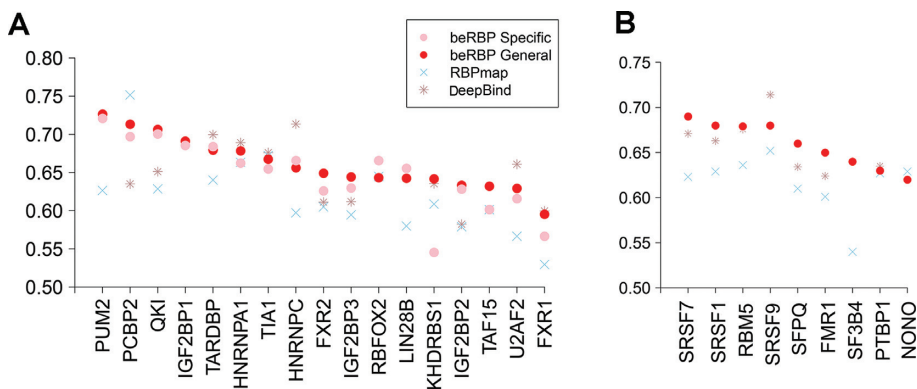 A
beRBP Specific
beRBP General
RBPmap
DeepBind
0.80
0.75
0.70
0.65
0.60
0.55
0.50
PUM2
PCBP2
QKI
IGF2BP1
TARDBP
HNRNPA1
TIA1
HNRNPC
FXR2
IGF2BP3
RBFOX2
LIN28B
KHDRBS1
IGF2BP2
TAF15
U2AF2
FXR1
B
0.70
0.65
0.60
0.55
0.50
SRSF7
SRSF1
RBM5
SRSF9
SFPQ
FMR1
SF3B4
PTBP1
NONO